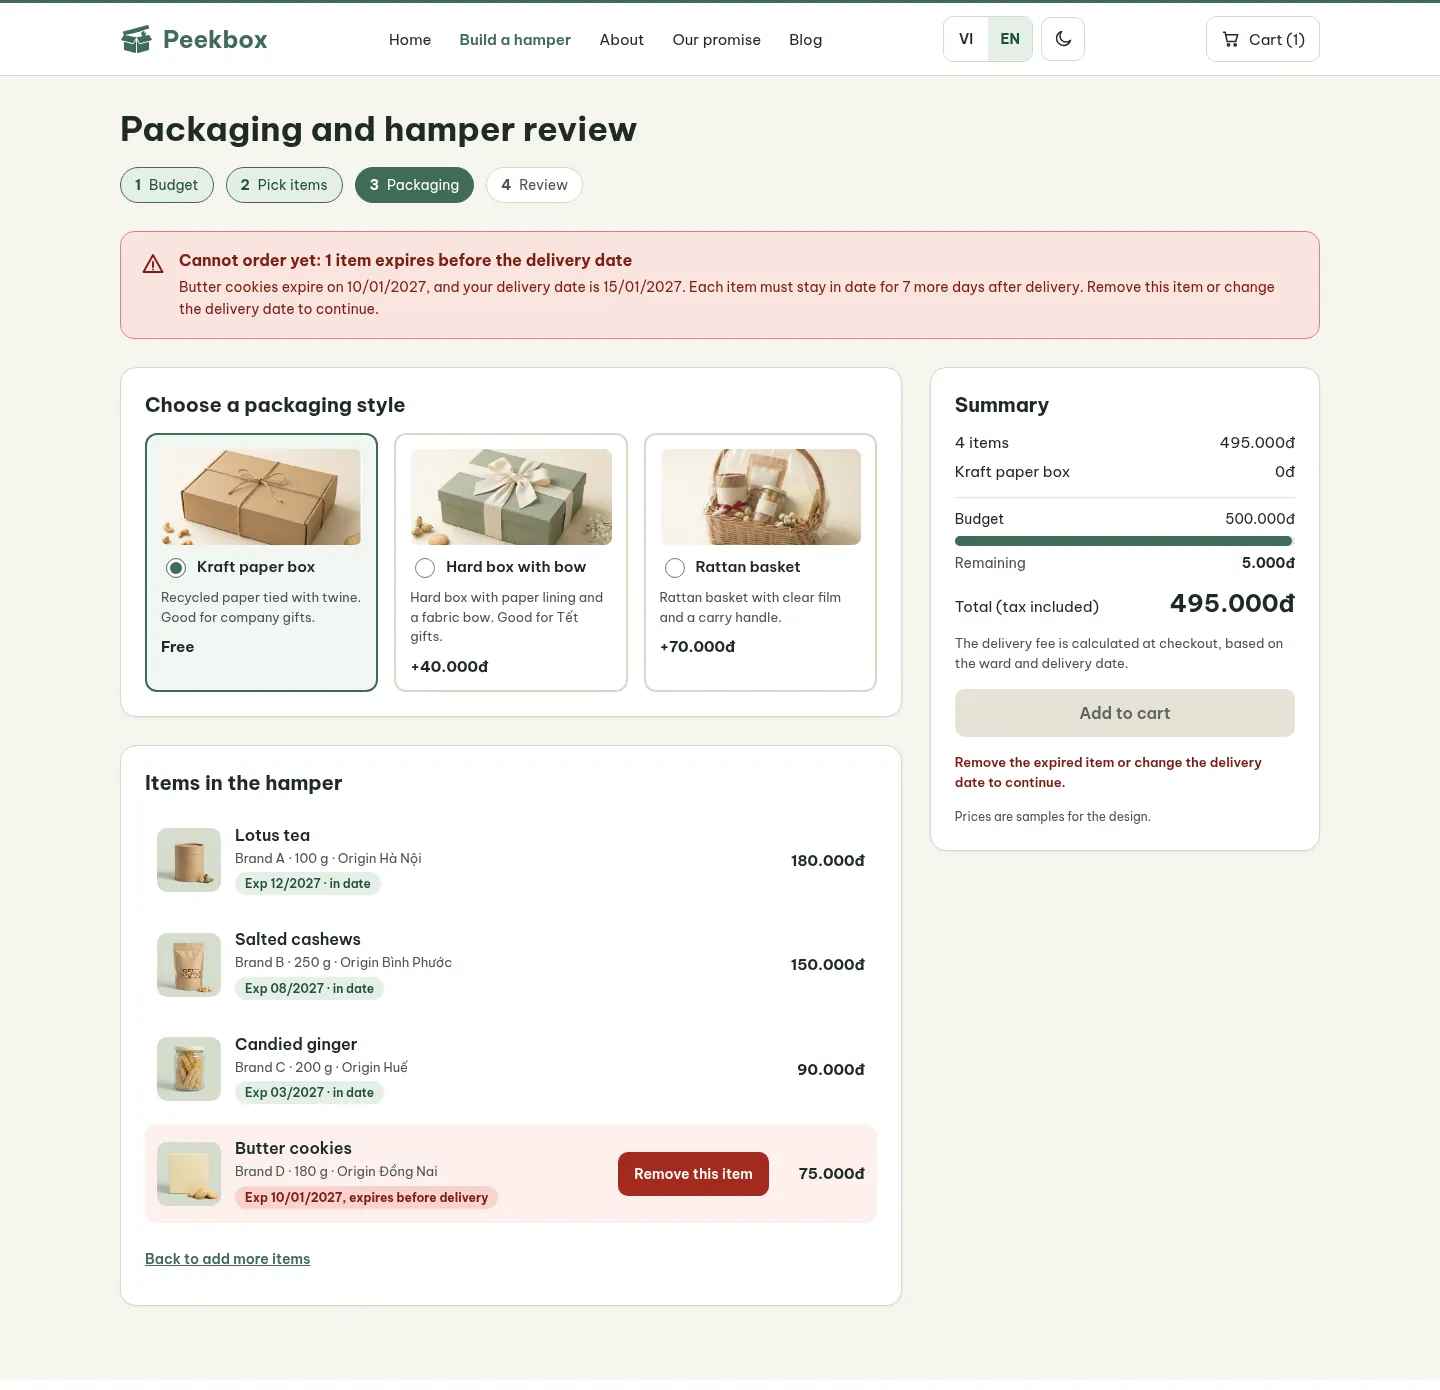 Peekbox
Home
Build a hamper
About
Our promise
Blog
VI
EN
Cart (1)
Packaging and hamper review
1 Budget
2 Pick items
3 Packaging
4 Review
Cannot order yet: 1 item expires before the delivery date
Butter cookies expire on 10/01/2027, and your delivery date is 15/01/2027. Each item must stay in date for 7 more days after delivery. Remove this item or change
the delivery date to continue.
Choose a packaging style
Kraft paper box
Recycled paper tied with twine.
Good for company gifts.
Free
Hard box with bow
Hard box with paper lining and
a fabric bow. Good for Tết
gifts.
+40.000đ
Rattan basket
Rattan basket with clear film
and a carry handle.
+70.000đ
Items in the hamper
Lotus tea
Brand A · 100 g · Origin Hà Nội
Exp 12/2027 · in date
180.000đ
Salted cashews
Brand B · 250 g · Origin Bình Phước
Exp 08/2027 · in date
150.000đ
Candied ginger
Brand C · 200 g · Origin Huế
Exp 03/2027 · in date
90.000đ
Butter cookies
Brand D · 180 g · Origin Đồng Nai
Exp 10/01/2027, expires before delivery
Remove this item
75.000đ
Back to add more items
Summary
4 items 495.000đ
Kraft paper box 0đ
Budget 500.000đ
Remaining 5.000đ
Total (tax included) 495.000đ
The delivery fee is calculated at checkout, based on
the ward and delivery date.
Add to cart
Remove the expired item or change the delivery
date to continue.
Prices are samples for the design.